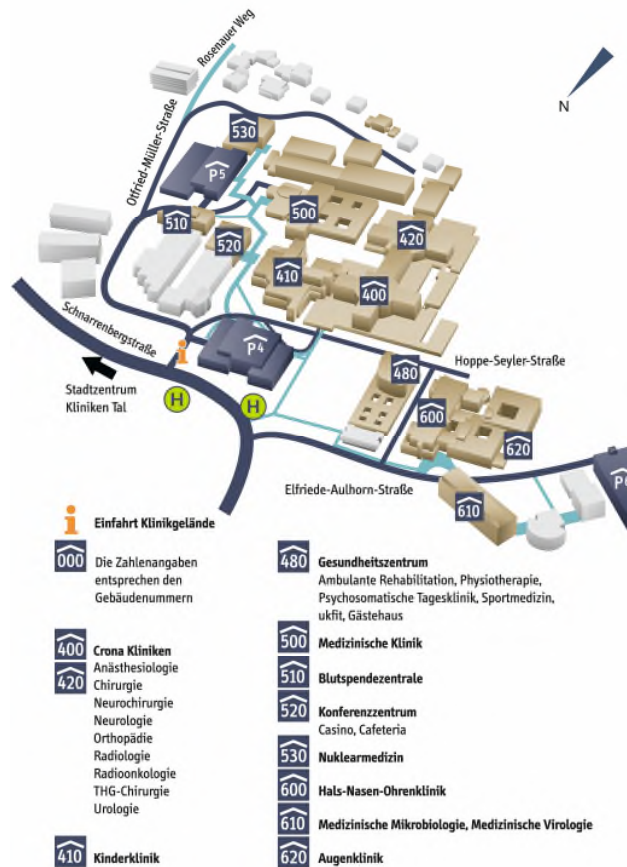 Rosenauer Weg
Otfried-Müller-Straße
N
530
P5
500
510
520
420
410
400
Schnarrenbergstraße
i
P4
480
Hoppe-Seyler-Straße
Stadtzentrum
Kliniken Tal
H
H
600
620
P6
Elfriede-Aulhorn-Straße
610
i Einfahrt Klinikgelände
000 Die Zahlenangaben
entsprechen den
Gebäudenummern
400 Crona Kliniken
420 Anästhesiologie
Chirurgie
Neurochirurgie
Neurologie
Orthopädie
Radiologie
Radioonkologie
THG-Chirurgie
Urologie
410 Kinderklinik
480 Gesundheitszentrum
Ambulante Rehabilitation, Physiotherapie,
Psychosomatische Tagesklinik, Sportmedizin,
ukfit, Gästehaus
500 Medizinische Klinik
510 Blutspendezentrale
520 Konferenzzentrum
Casino, Cafeteria
530 Nuklearmedizin
600 Hals-Nasen-Ohrenklinik
610 Medizinische Mikrobiologie, Medizinische Virologie
620 Augenklinik